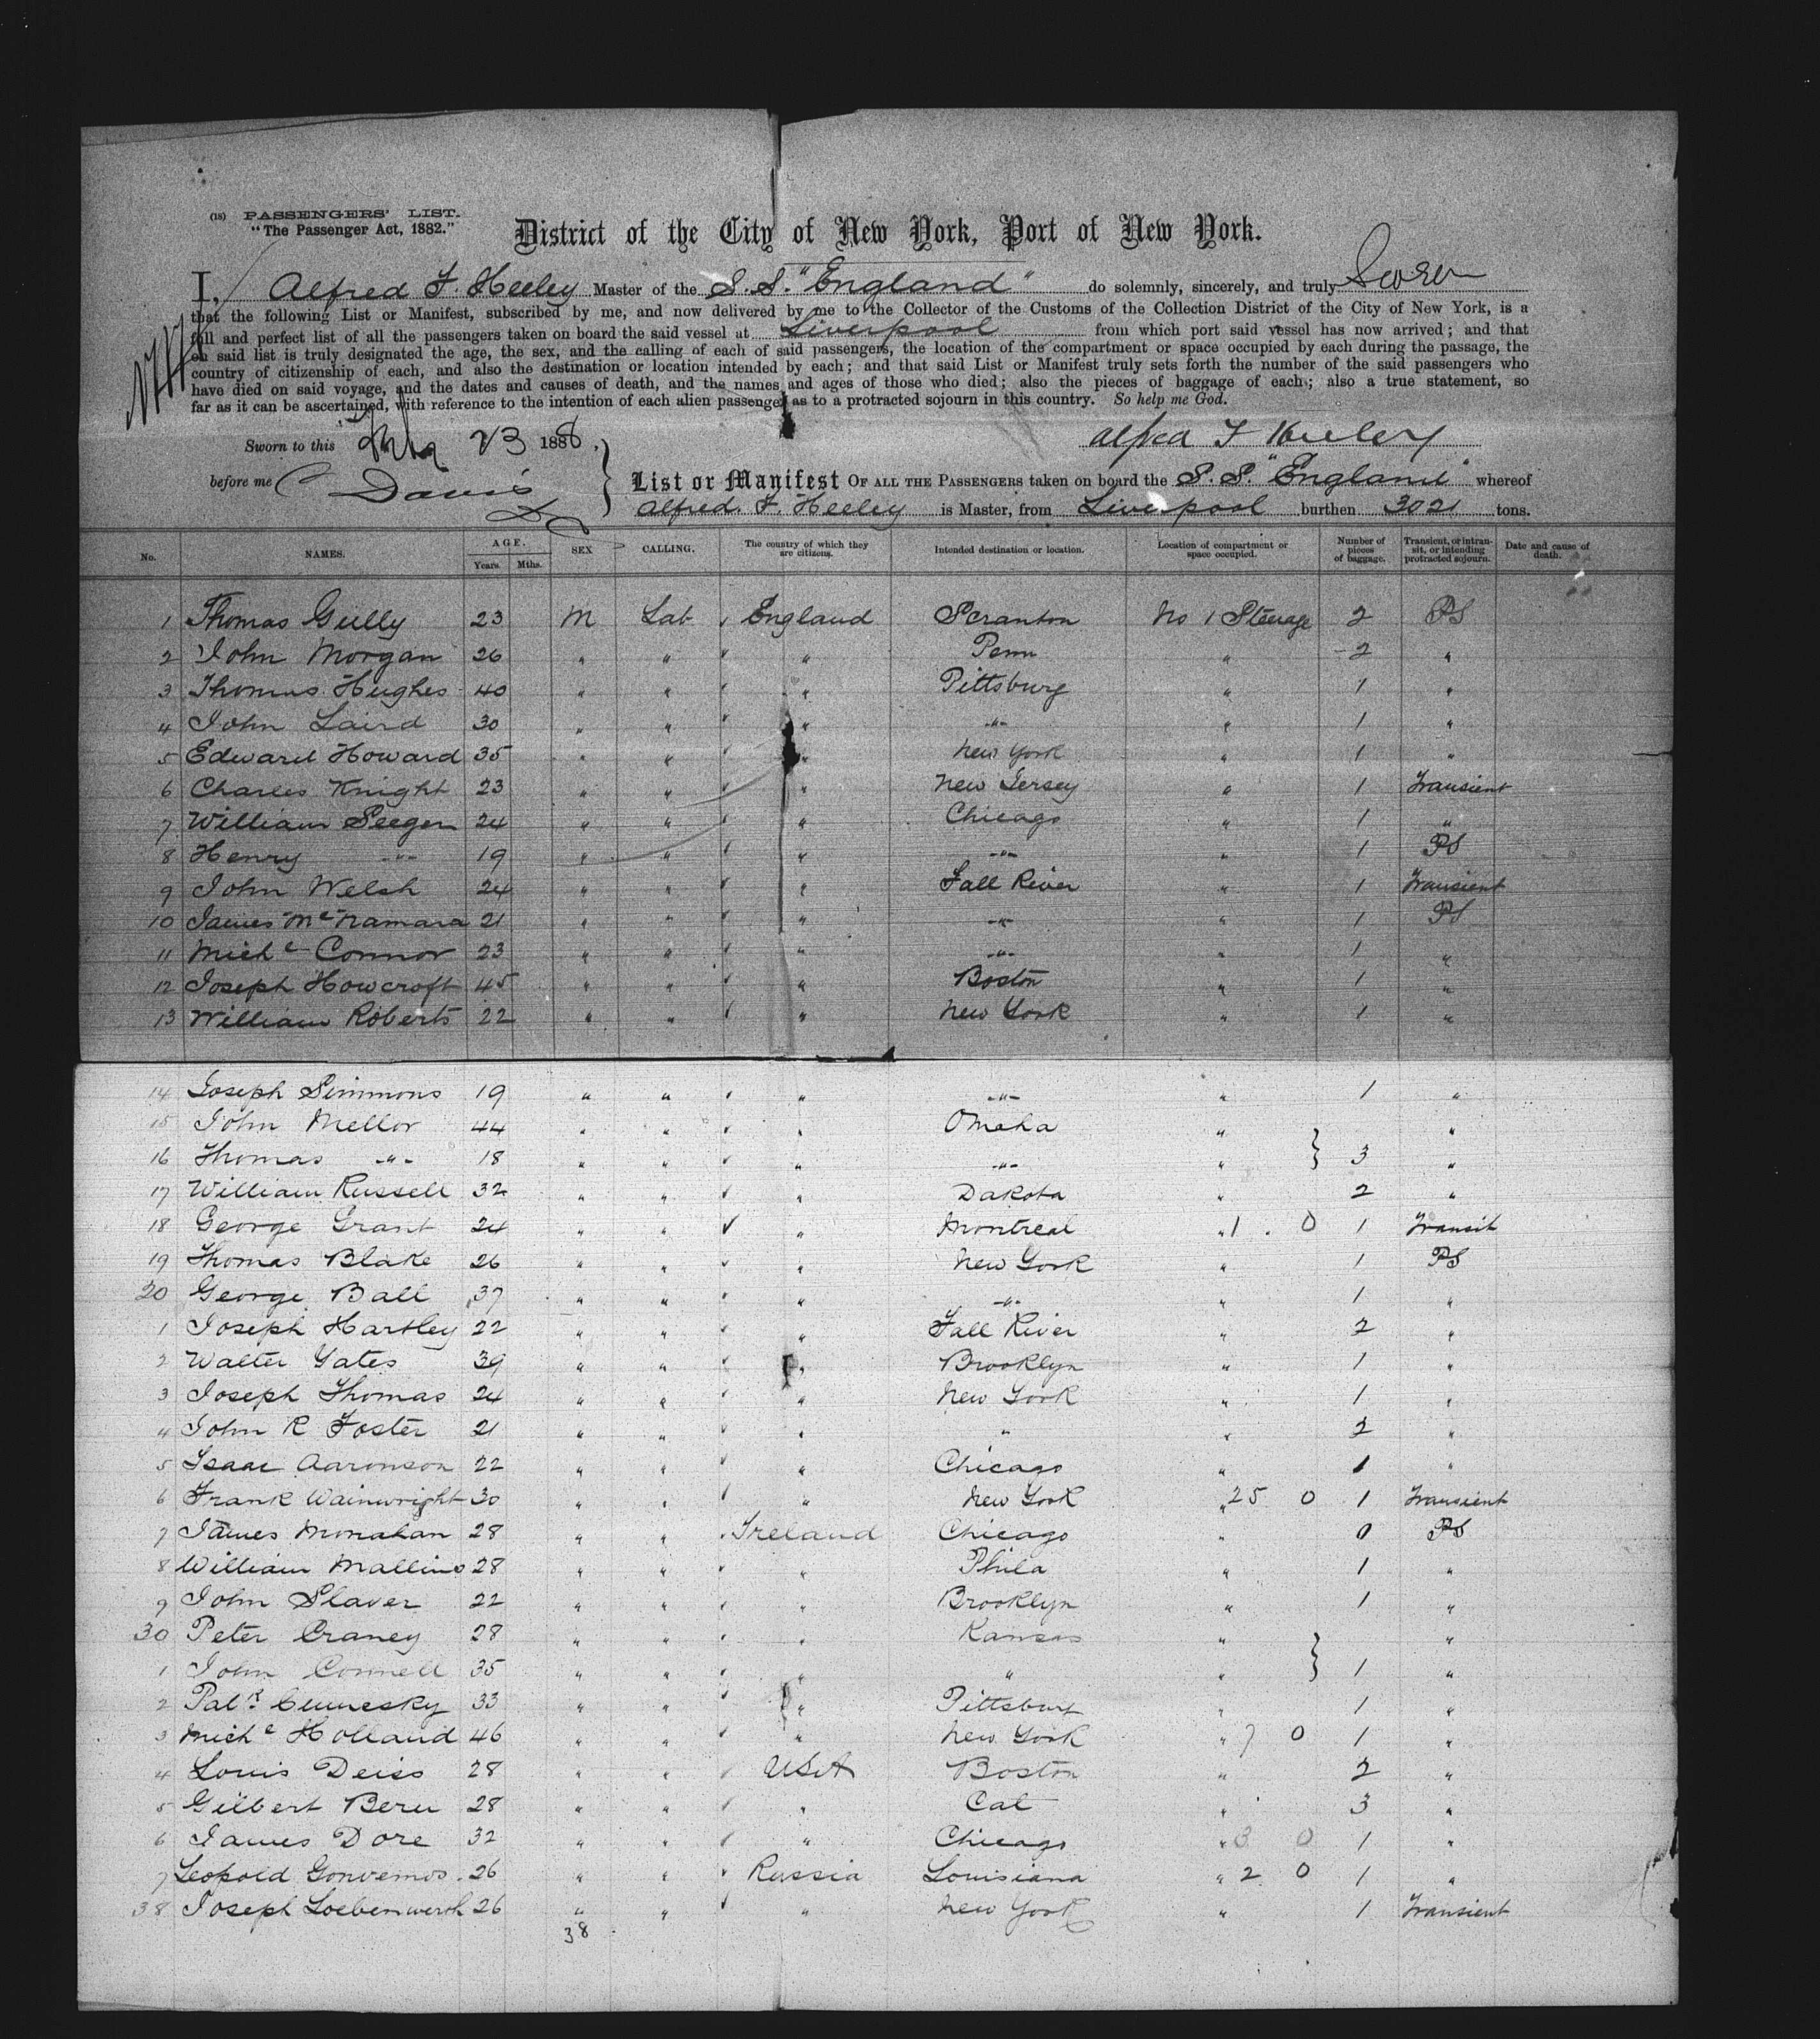 (18) PASSENGERS' LIST.
"The Passenger Act, 1882."
District of the City of New York, Port of New York.
I, Alfred F. Heeley Master of the S.S. "England" do solemnly, sincerely, and truly Swear
that the following List or Manifest, subscribed by me, and now delivered by me to the Collector of the Customs of the Collection District of the City of New York, is a
full and perfect list of all the passengers taken on board the said vessel at Liverpool from which port said vessel has now arrived; and that
on said list is truly designated the age, the sex, and the calling of each of said passengers, the location of the compartment or space occupied by each during the passage, the
country of citizenship of each, and also the destination or location intended by each; and that said List or Manifest truly sets forth the number of the said passengers who
have died on said voyage, and the dates and causes of death, and the names and ages of those who died; also the pieces of baggage of each; also a true statement, so
far as it can be ascertained, with reference to the intention of each alien passenger as to a protracted sojourn in this country. So help me God.
Sworn to this 23 1888, Alfred F Heeley
before me Davis List or Manifest OF ALL THE PASSENGERS taken on board the S.S. "England" whereof
Alfred. F. Heeley is Master, from Liverpool burthen 3021 tons.
No. NAMES. AGE. Years. Mths. SEX CALLING. The country of which they are citizens. Intended destination or location. Location of compartment or space occupied. Number of pieces of baggage. Transient, or intransit, or intending protracted sojourn. Date and cause of death.
1 Thomas Gully 23 M Lab England Scranton No 1 Steerage 2 PS
2 John Morgan 26 " " " Penn " 2 "
3 Thomas Hughes 40 " " " Pittsburg " 1 "
4 John Laird 30 " " " -"- " 1 "
5 Edward Howard 35 " " " New York " 1 "
6 Charles Knight 23 " " " New Jersey " 1 Transient
7 William Seeger 24 " " " Chicago " 1 "
8 Henry -"- 19 " " " -"- " 1 PS
9 John Welsh 24 " " " Fall River " 1 Transient
10 James McNamara 21 " " " -"- " 1 PS
11 Michl Connor 23 " " " -"- " 1 "
12 Joseph Howcroft 45 " " " Boston " 1 "
13 William Roberts 22 " " " New York " 1 "
14 Joseph Simmons 19 " " " -"- " 1 "
15 John Mellor 44 " " " Omaha " "
16 Thomas -"- 18 " " " -"- " } 3 "
17 William Russell 32 " " " Dakota " 2 "
18 George Grant 24 " " " Montreal " 1 . 0 1 Transit
19 Thomas Blake 26 " " " New York " 1 PS
20 George Ball 37 " " " -"- " 1 "
1 Joseph Hartley 22 " " " Fall River " 2 "
2 Walter Yates 39 " " " Brooklyn " 1 "
3 Joseph Thomas 24 " " " New York " 1 "
4 John R Foster 21 " " " " " 2 "
5 Isaac Aaronson 22 " " " Chicago " 1 "
6 Frank Wainwright 30 " " " New York " 25 0 1 Transient
7 James Monahan 28 " " Ireland Chicago " 0 PS
8 William Mallins 28 " " " Phila " 1 "
9 John Slaver 22 " " " Brooklyn " 1 "
30 Peter Craney 28 " " " Kansas " "
1 John Connell 35 " " " " " } 1 "
2 33 " " " Pittsburg " 1 "
3 Michl Holland 46 " " " New York " 7 0 1 "
4 Louis Deiss 28 " " USA Boston " 2 "
5 Gilbert 28 " " " Cal " 3 "
6 James Dore 32 " " " Chicago " 3 0 1 "
7 Leopold 26 " " Russia Louisiana " 2 0 1 "
38 Joseph 26 " " " New York " 1 Transient
38